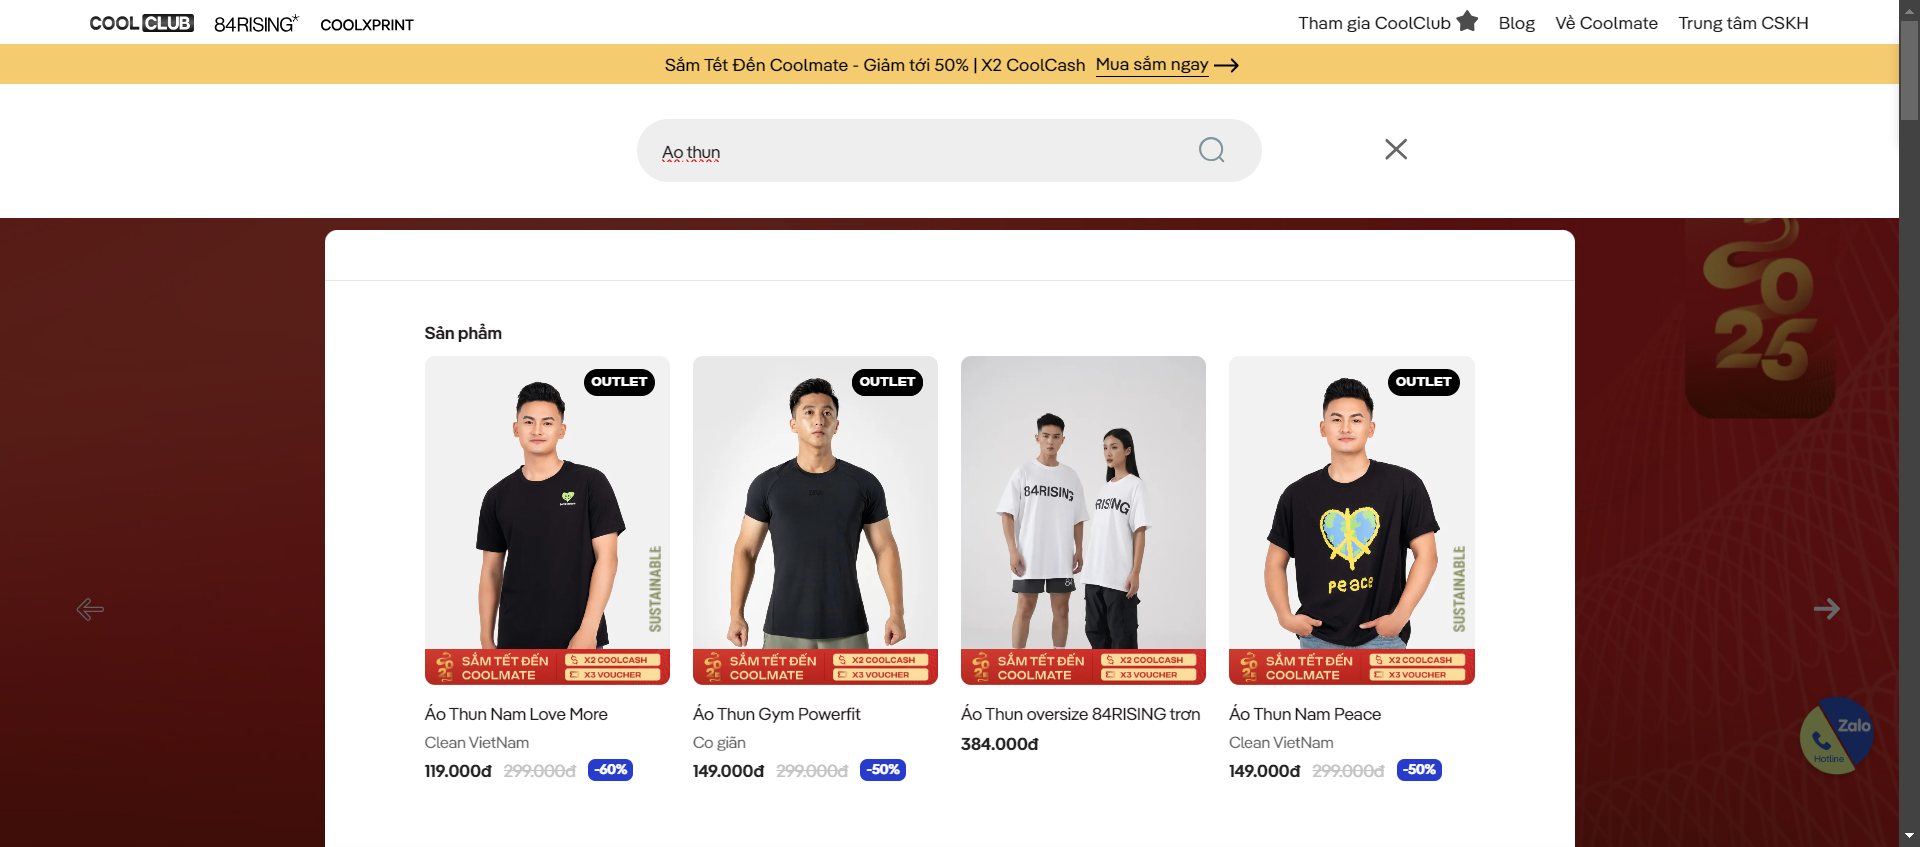 COOLCLUB 84RISING* COOLXPRINT Tham gia CoolClub Blog Về Coolmate Trung tâm CSKH
Sắm Tết Đến Coolmate - Giảm tới 50% | X2 CoolCash Mua sắm ngay
Ao thun
2025
Sản phẩm
OUTLET
SUSTAINABLE
SẮM TẾT ĐẾN
COOLMATE
X2 COOLCASH
X3 VOUCHER
Áo Thun Nam Love More
Clean VietNam
119.000đ 299.000đ -60%
OUTLET
SẮM TẾT ĐẾN
COOLMATE
X2 COOLCASH
X3 VOUCHER
Áo Thun Gym Powerfit
Co giãn
149.000đ 299.000đ -50%
84RISING
RISING
SẮM TẾT ĐẾN
COOLMATE
X2 COOLCASH
X3 VOUCHER
Áo Thun oversize 84RISING trơn
384.000đ
OUTLET
Peace
SUSTAINABLE
SẮM TẾT ĐẾN
COOLMATE
X2 COOLCASH
X3 VOUCHER
Áo Thun Nam Peace
Clean VietNam
149.000đ 299.000đ -50%
Zalo
Hotline